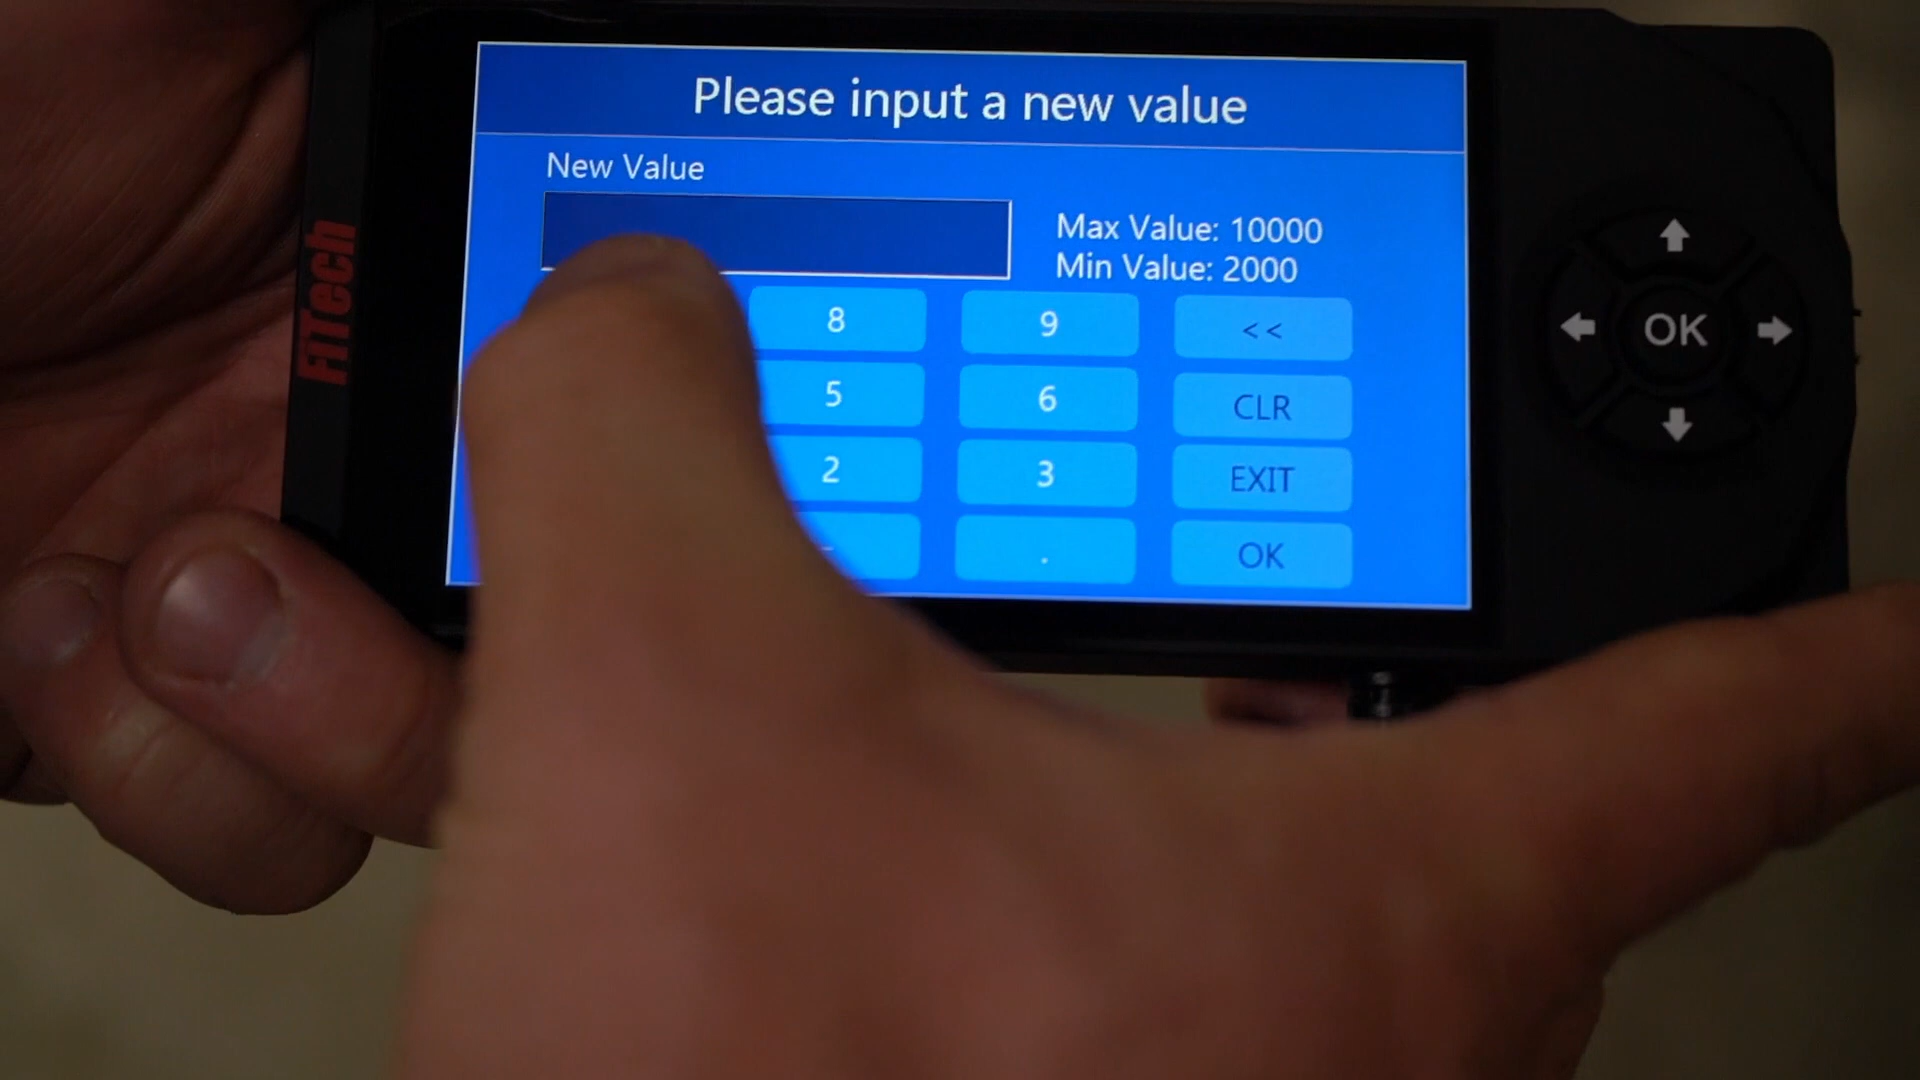 Please input a new value
New Value
Max Value: 10000
Min Value: 2000
8 9 <<
5 6 CLR
2 3 EXIT
- . OK
OK
FiTech